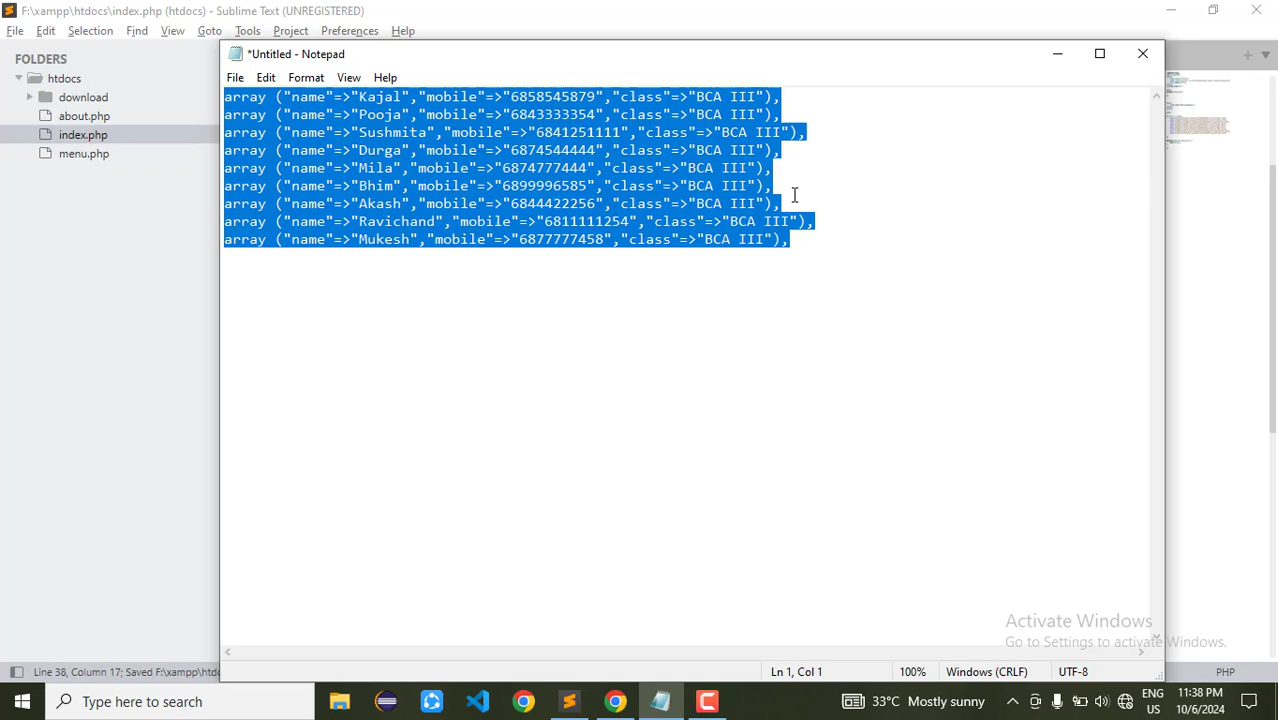 F:\xampp\htdocs\index.php (htdocs) - Sublime Text (UNREGISTERED)
File Edit Selection Find View Goto Tools Project Preferences Help
FOLDERS
htdocs
download
about.php
index.php
menu.php
*Untitled - Notepad
File Edit Format View Help
array ("name"=>"Kajal","mobile"=>"6858545879","class"=>"BCA III"),
array ("name"=>"Pooja","mobile"=>"6843333354","class"=>"BCA III"),
array ("name"=>"Sushmita","mobile"=>"6841251111","class"=>"BCA III"),
array ("name"=>"Durga","mobile"=>"6874544444","class"=>"BCA III"),
array ("name"=>"Mila","mobile"=>"6874777444","class"=>"BCA III"),
array ("name"=>"Bhim","mobile"=>"6899996585","class"=>"BCA III"),
array ("name"=>"Akash","mobile"=>"6844422256","class"=>"BCA III"),
array ("name"=>"Ravichand","mobile"=>"6811111254","class"=>"BCA III"),
array ("name"=>"Mukesh","mobile"=>"6877777458","class"=>"BCA III"),
Activate Windows
Go to Settings to activate Windows.
Line 38, Column 17; Saved F:\xampp\htdo
Ln 1, Col 1 100% Windows (CRLF) UTF-8
PHP
Type here to search
33°C Mostly sunny
ENG US
11:38 PM
10/6/2024